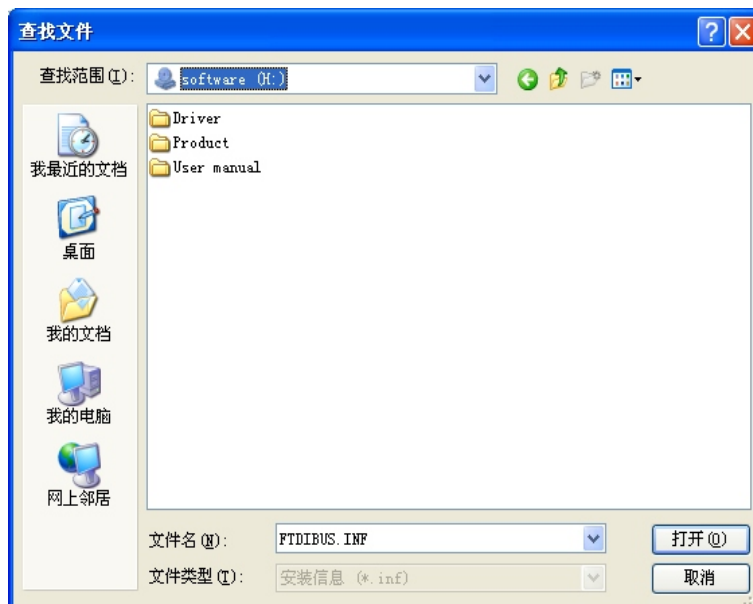 查找文件
查找范围(I):
software (H:)
Driver
Product
User manual
我最近的文档
桌面
我的文档
我的电脑
网上邻居
文件名(N):
FTDIBUS.INF
打开(O)
文件类型(T):
安装信息 (*.inf)
取消